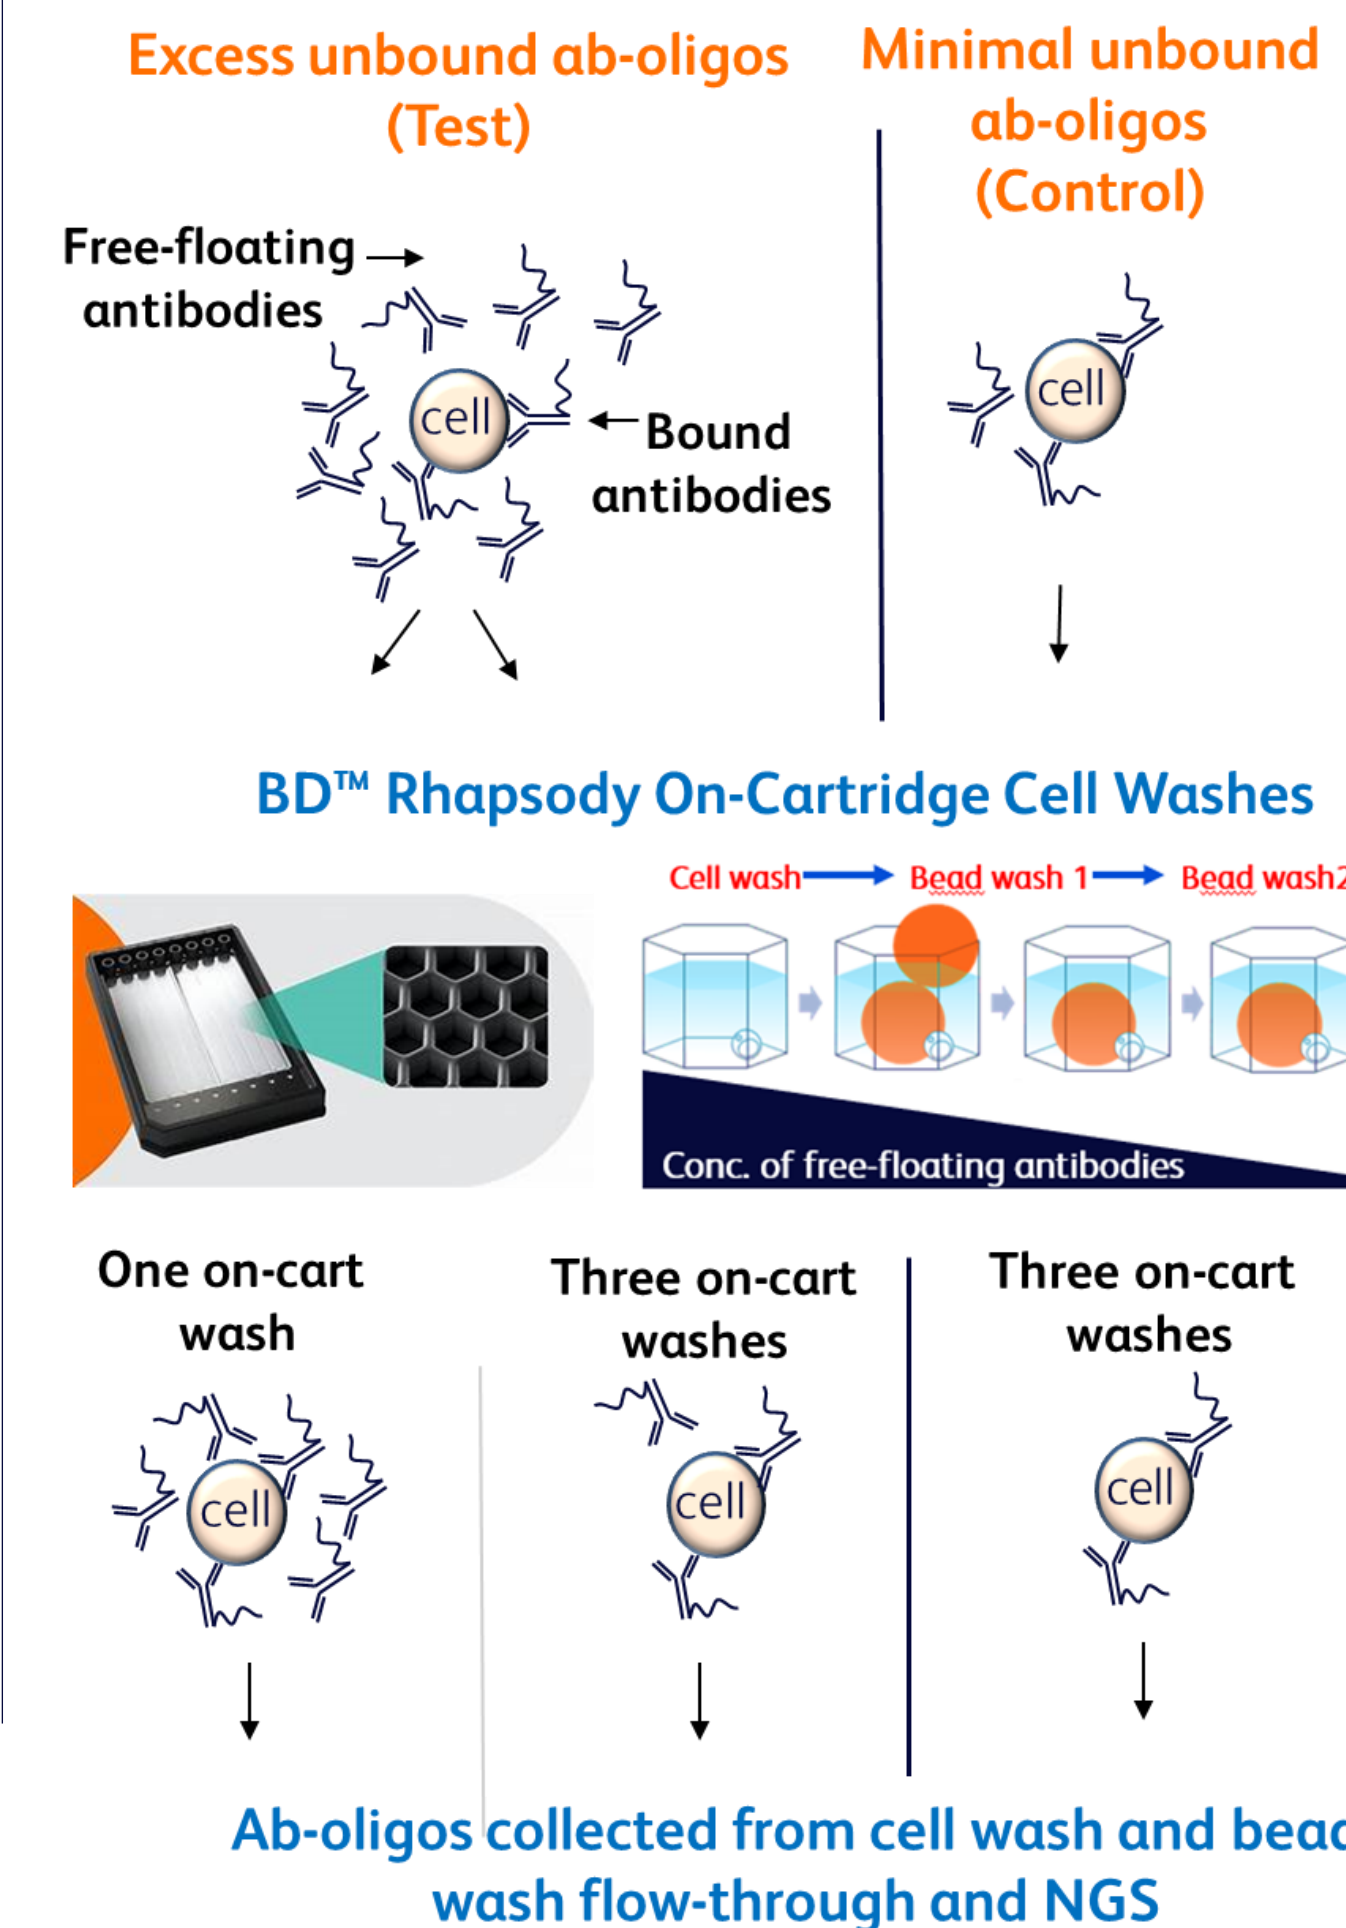 Excess unbound ab-oligos
(Test)
Minimal unbound
ab-oligos
(Control)
Free-floating
antibodies
cell
Bound
antibodies
cell
BD™ Rhapsody On-Cartridge Cell Washes
Cell wash
Bead wash 1
Bead wash2
Conc. of free-floating antibodies
One on-cart
wash
Three on-cart
washes
Three on-cart
washes
cell
cell
cell
Ab-oligos collected from cell wash and bead
wash flow-through and NGS